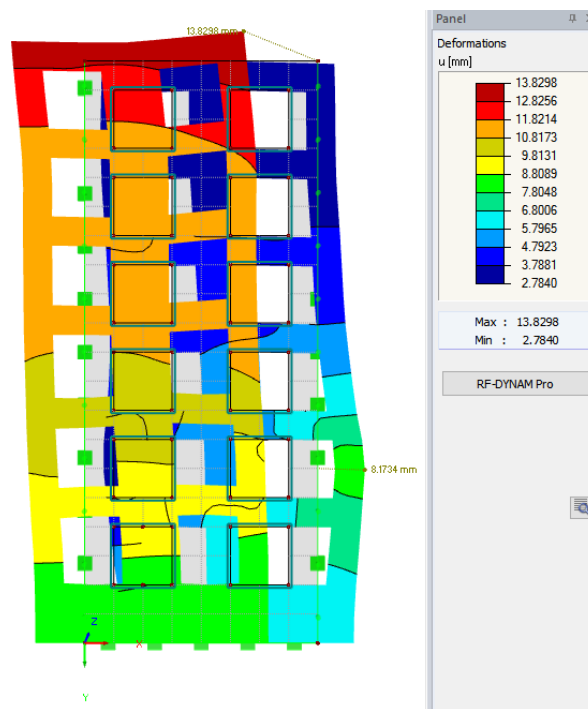 13.8298 mm
8.1734 mm
Z
X
Y
Panel
Deformations
u [mm]
13.8298
12.8256
11.8214
10.8173
9.8131
8.8089
7.8048
6.8006
5.7965
4.7923
3.7881
2.7840
Max : 13.8298
Min : 2.7840
RF-DYNAM Pro